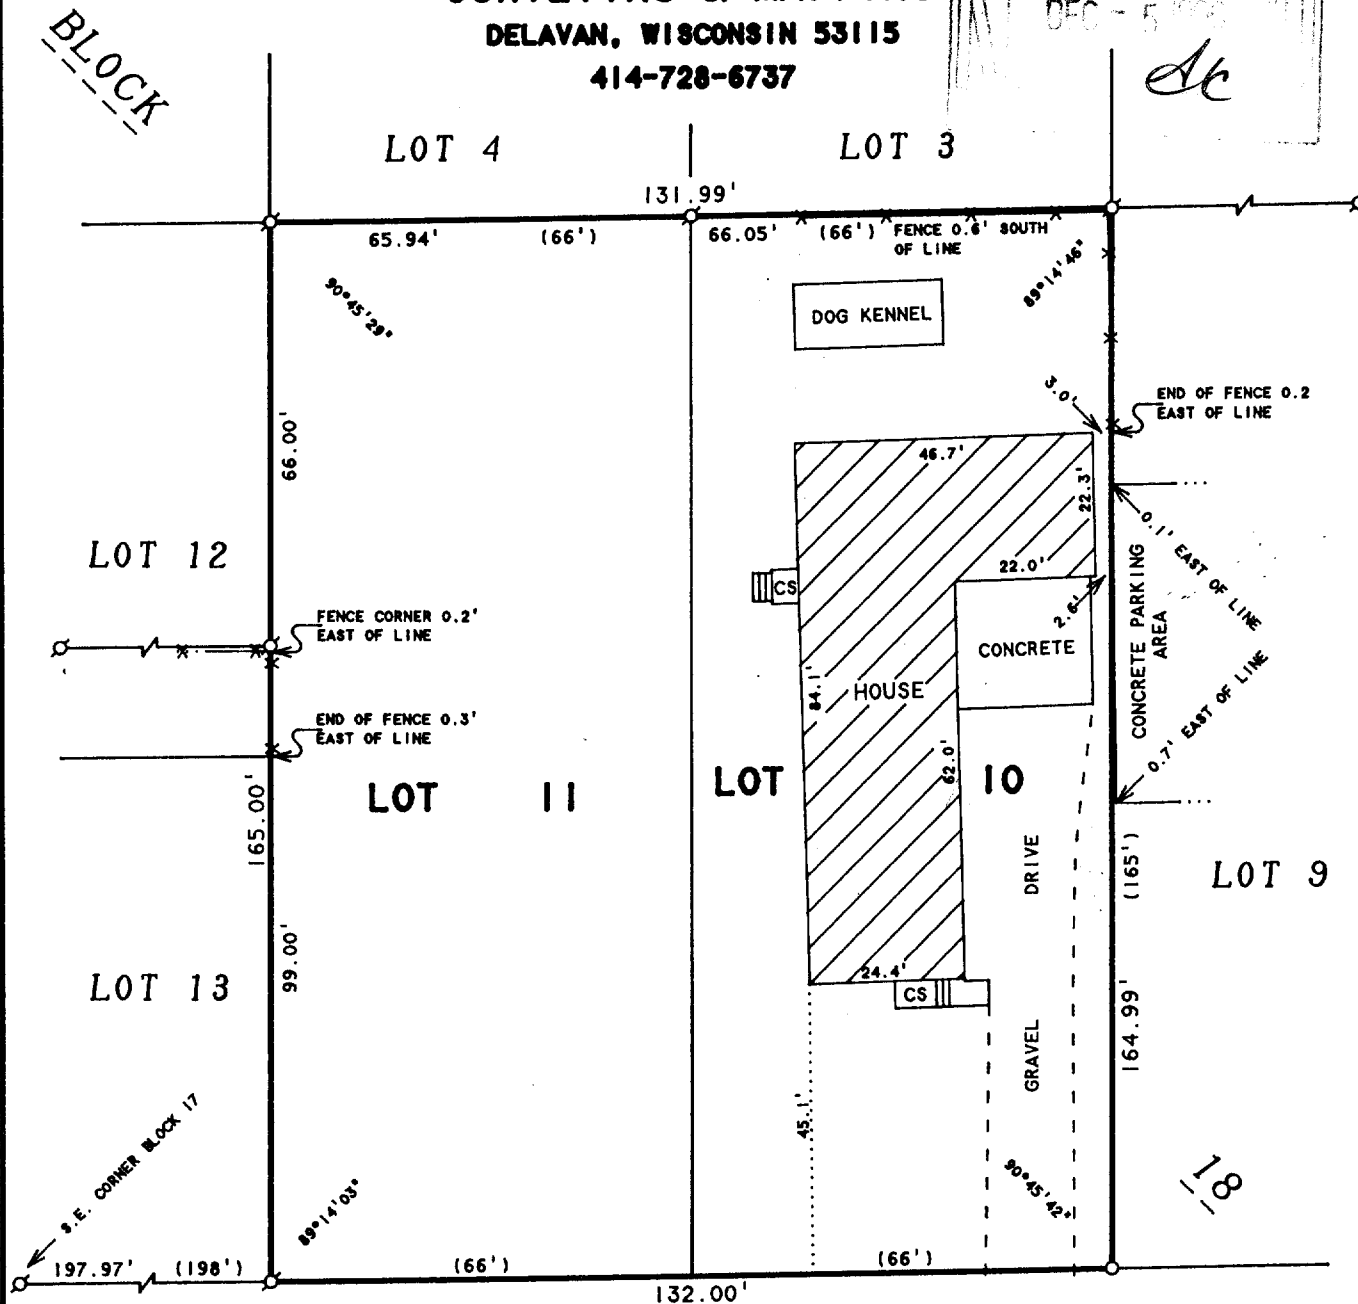 DELAVAN, WISCONSIN 53115
414-728-6737
DEC - 5
BLOCK
LOT 4
LOT 3
131.99'
65.94'
(66')
66.05'
(66')
FENCE 0.6' SOUTH
OF LINE
90°45'29"
89°14'46"
DOG KENNEL
3.0'
END OF FENCE 0.2
EAST OF LINE
66.00'
46.7'
22.3'
LOT 12
CS
22.0'
0.1' EAST OF LINE
CONCRETE PARKING
AREA
FENCE CORNER 0.2'
EAST OF LINE
2.6'
CONCRETE
HOUSE
84.1'
END OF FENCE 0.3'
EAST OF LINE
62.0'
0.7' EAST OF LINE
LOT 11
LOT 10
165.00'
DRIVE
(165')
LOT 9
99.00'
LOT 13
24.4'
CS
GRAVEL
164.99'
45.1'
S.E. CORNER BLOCK 17
89°14'03"
90°45'42"
18
197.97'
(198')
(66')
(66')
132.00'